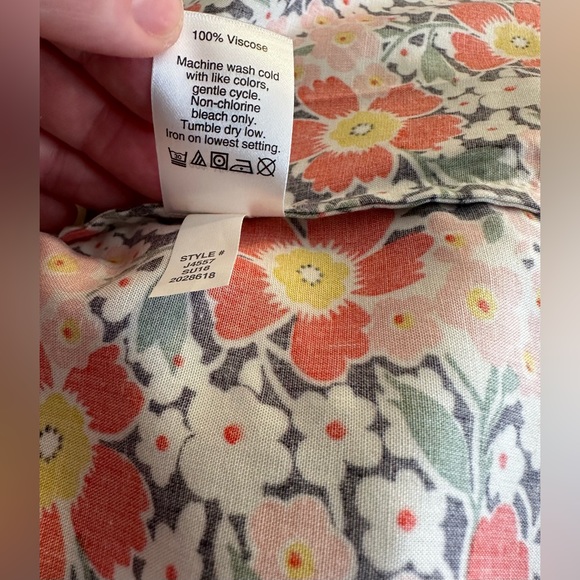 100% Viscose
Machine wash cold
with like colors,
gentle cycle.
Non-chlorine
bleach only.
Tumble dry low.
Iron on lowest setting.
STYLE #
J4557
SU18
2028618